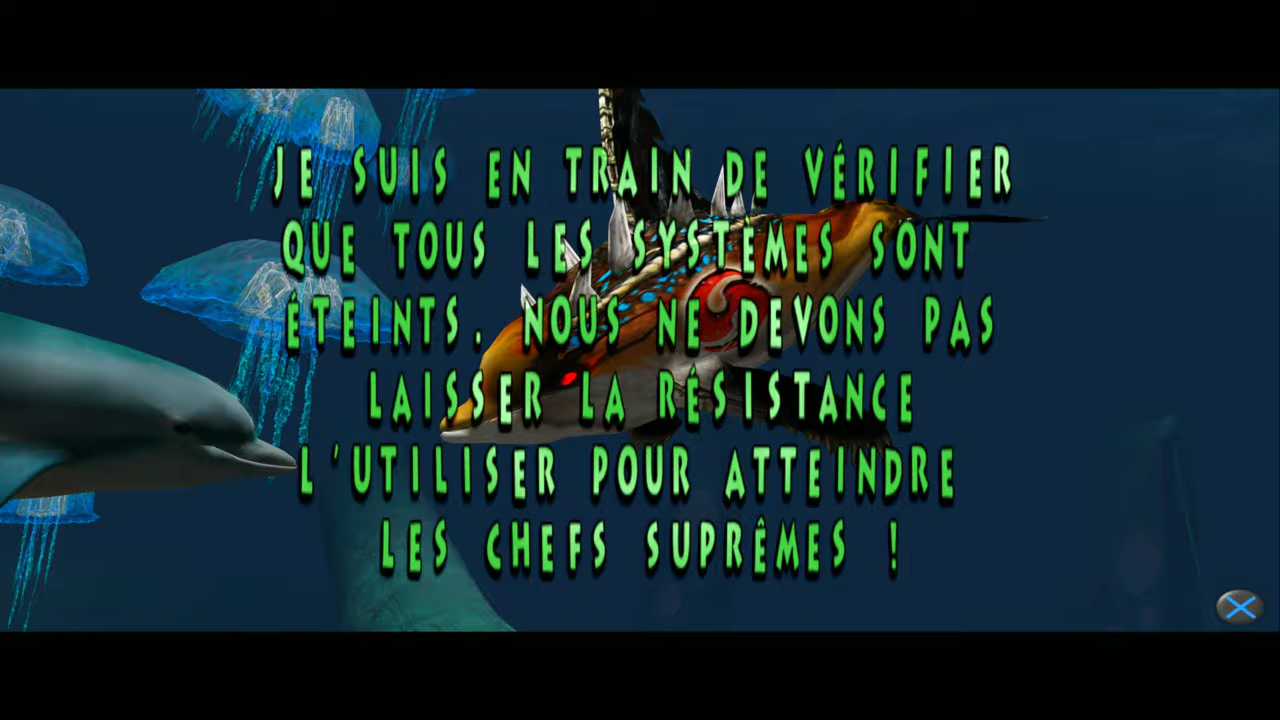 JE SUIS EN TRAIN DE VÉRIFIER
QUE TOUS LES SYSTÈMES SONT
ÉTEINTS. NOUS NE DEVONS PAS
LAISSER LA RÉSISTANCE
L'UTILISER POUR ATTEINDRE
LES CHEFS SUPRÊMES !